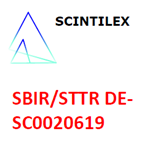 SCINTILEX
SBIR/STTR DE-
SC0020619